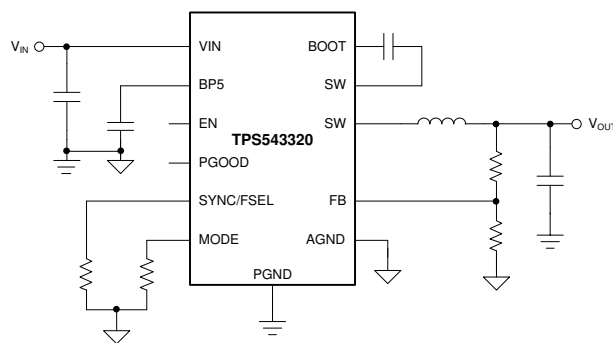 VIN
VIN
BOOT
BP5
SW
EN
SW
TPS543320
VOUT
PGOOD
SYNC/FSEL
FB
MODE
AGND
PGND